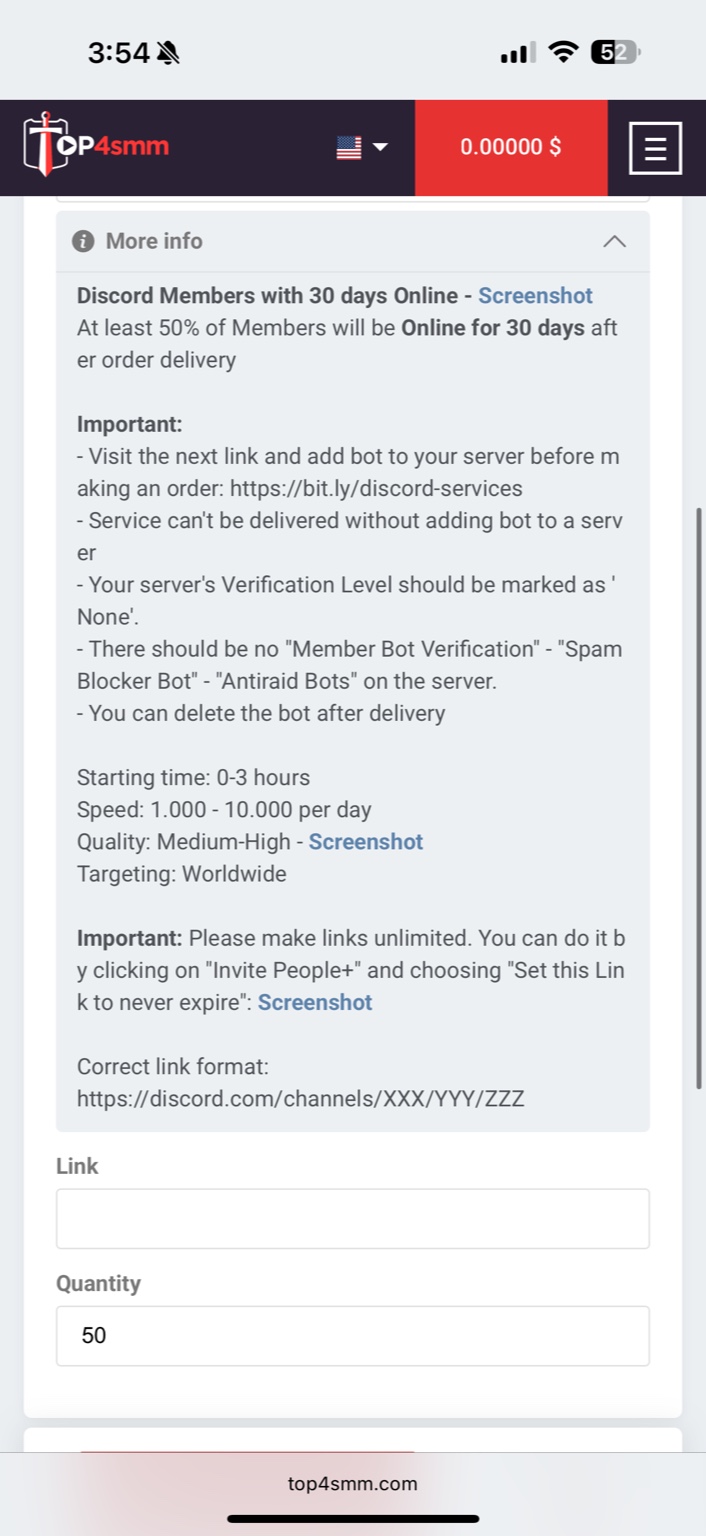 3:54
52
TOP4smm
0.00000 $
More info
Discord Members with 30 days Online - Screenshot
At least 50% of Members will be Online for 30 days aft
er order delivery
Important:
- Visit the next link and add bot to your server before m
aking an order: https://bit.ly/discord-services
- Service can't be delivered without adding bot to a serv
er
- Your server's Verification Level should be marked as '
None'.
- There should be no "Member Bot Verification" - "Spam
Blocker Bot" - "Antiraid Bots" on the server.
- You can delete the bot after delivery
Starting time: 0-3 hours
Speed: 1.000 - 10.000 per day
Quality: Medium-High - Screenshot
Targeting: Worldwide
Important: Please make links unlimited. You can do it b
y clicking on "Invite People+" and choosing "Set this Lin
k to never expire": Screenshot
Correct link format:
https://discord.com/channels/XXX/YYY/ZZZ
Link
Quantity
50
top4smm.com